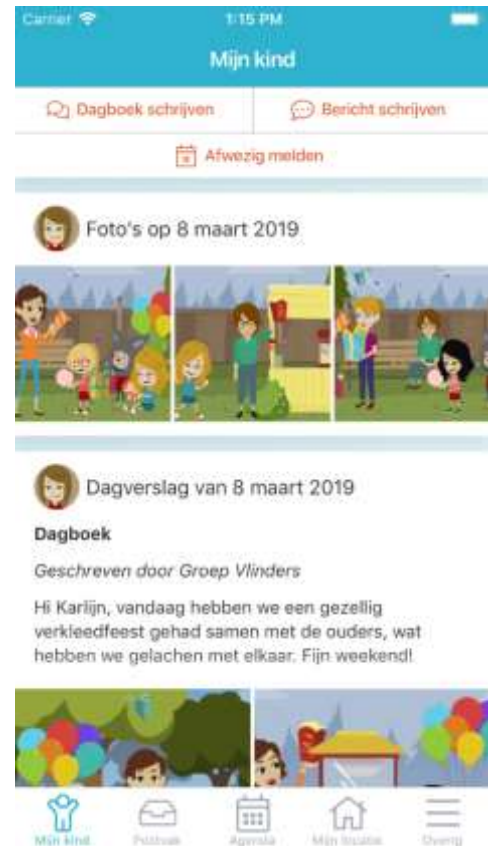 Carrier 1:15 PM
Mijn kind
Dagboek schrijven
Bericht schrijven
Afwezig melden
Foto's op 8 maart 2019
Dagverslag van 8 maart 2019
Dagboek
Geschreven door Groep Vlinders
Hi Karlijn, vandaag hebben we een gezellig
verkleedfeest gehad samen met de ouders, wat
hebben we gelachen met elkaar. Fijn weekend!
Mijn kind Postvak Agenda Mijn locatie Overig